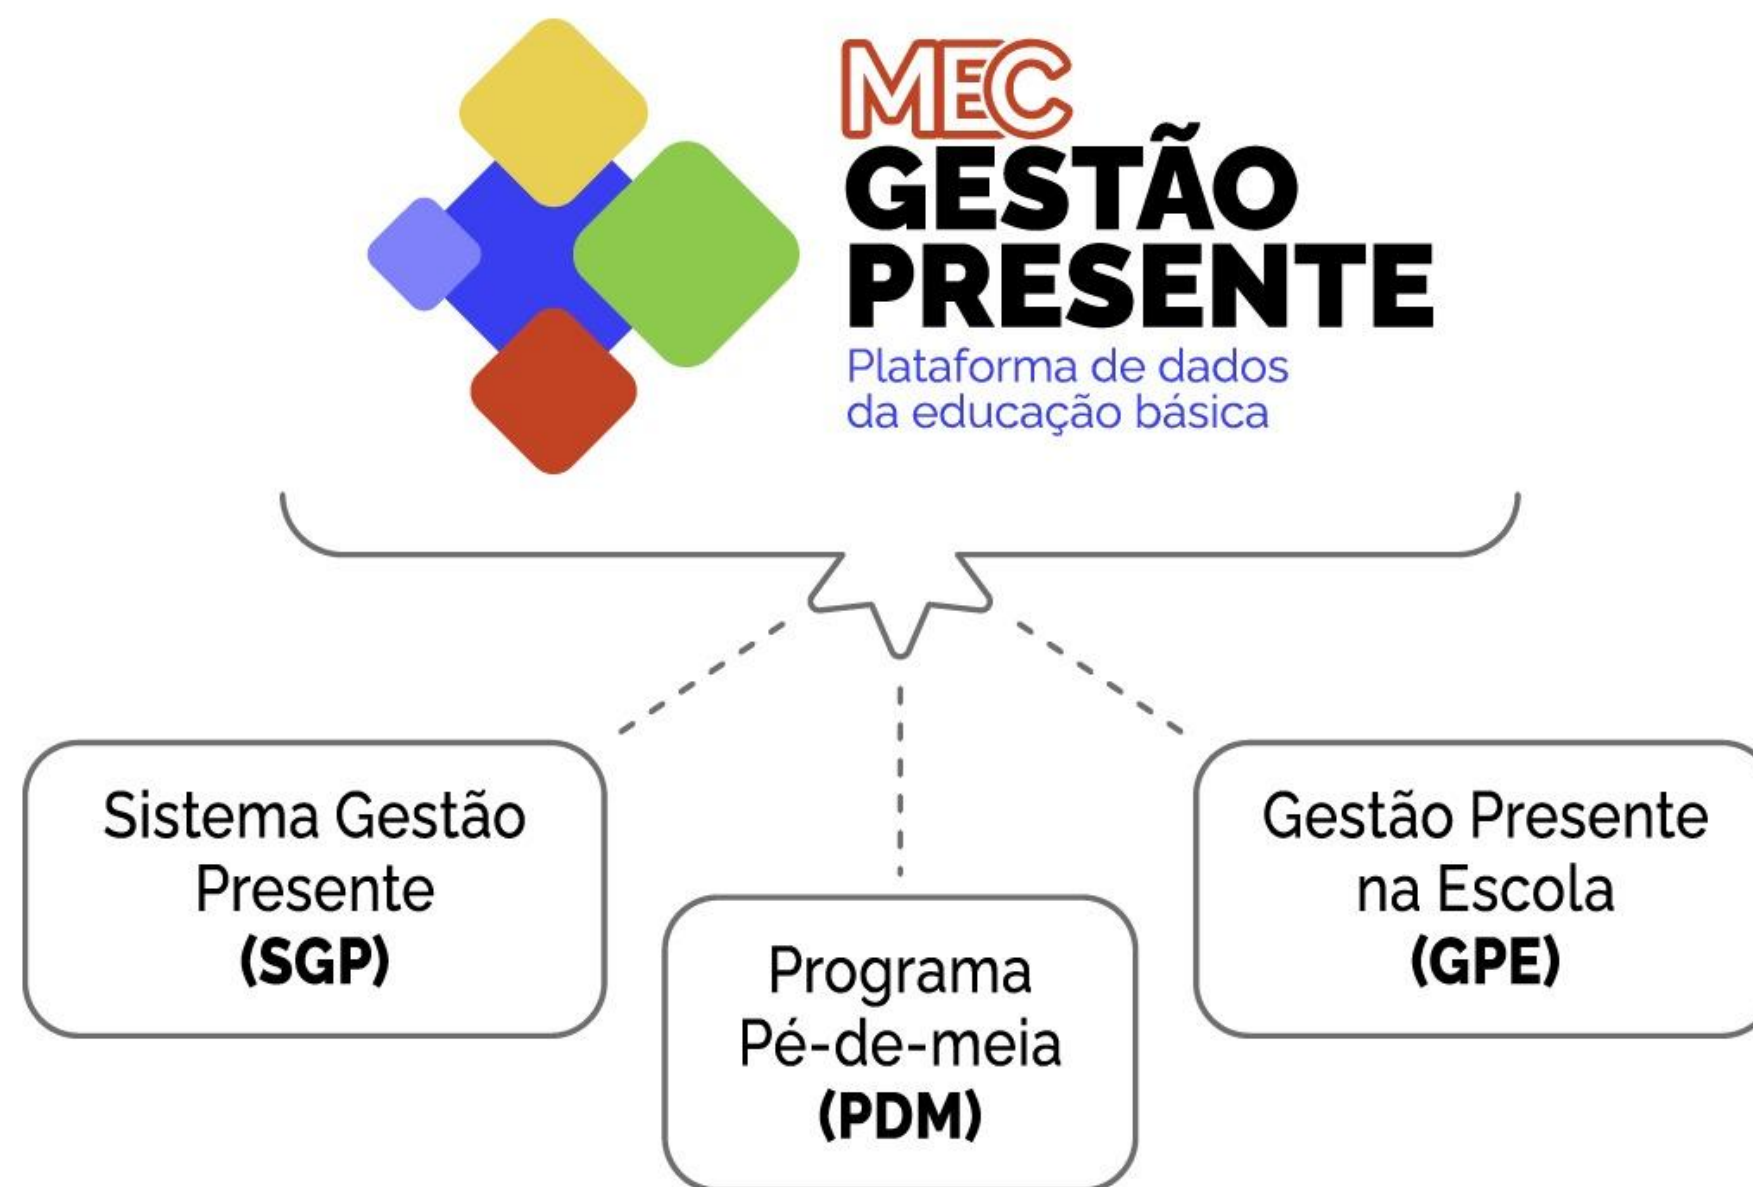 MEC
GESTÃO
PRESENTE
Plataforma de dados
da educação básica
Sistema Gestão
Presente
(SGP)
Programa
Pé-de-meia
(PDM)
Gestão Presente
na Escola
(GPE)